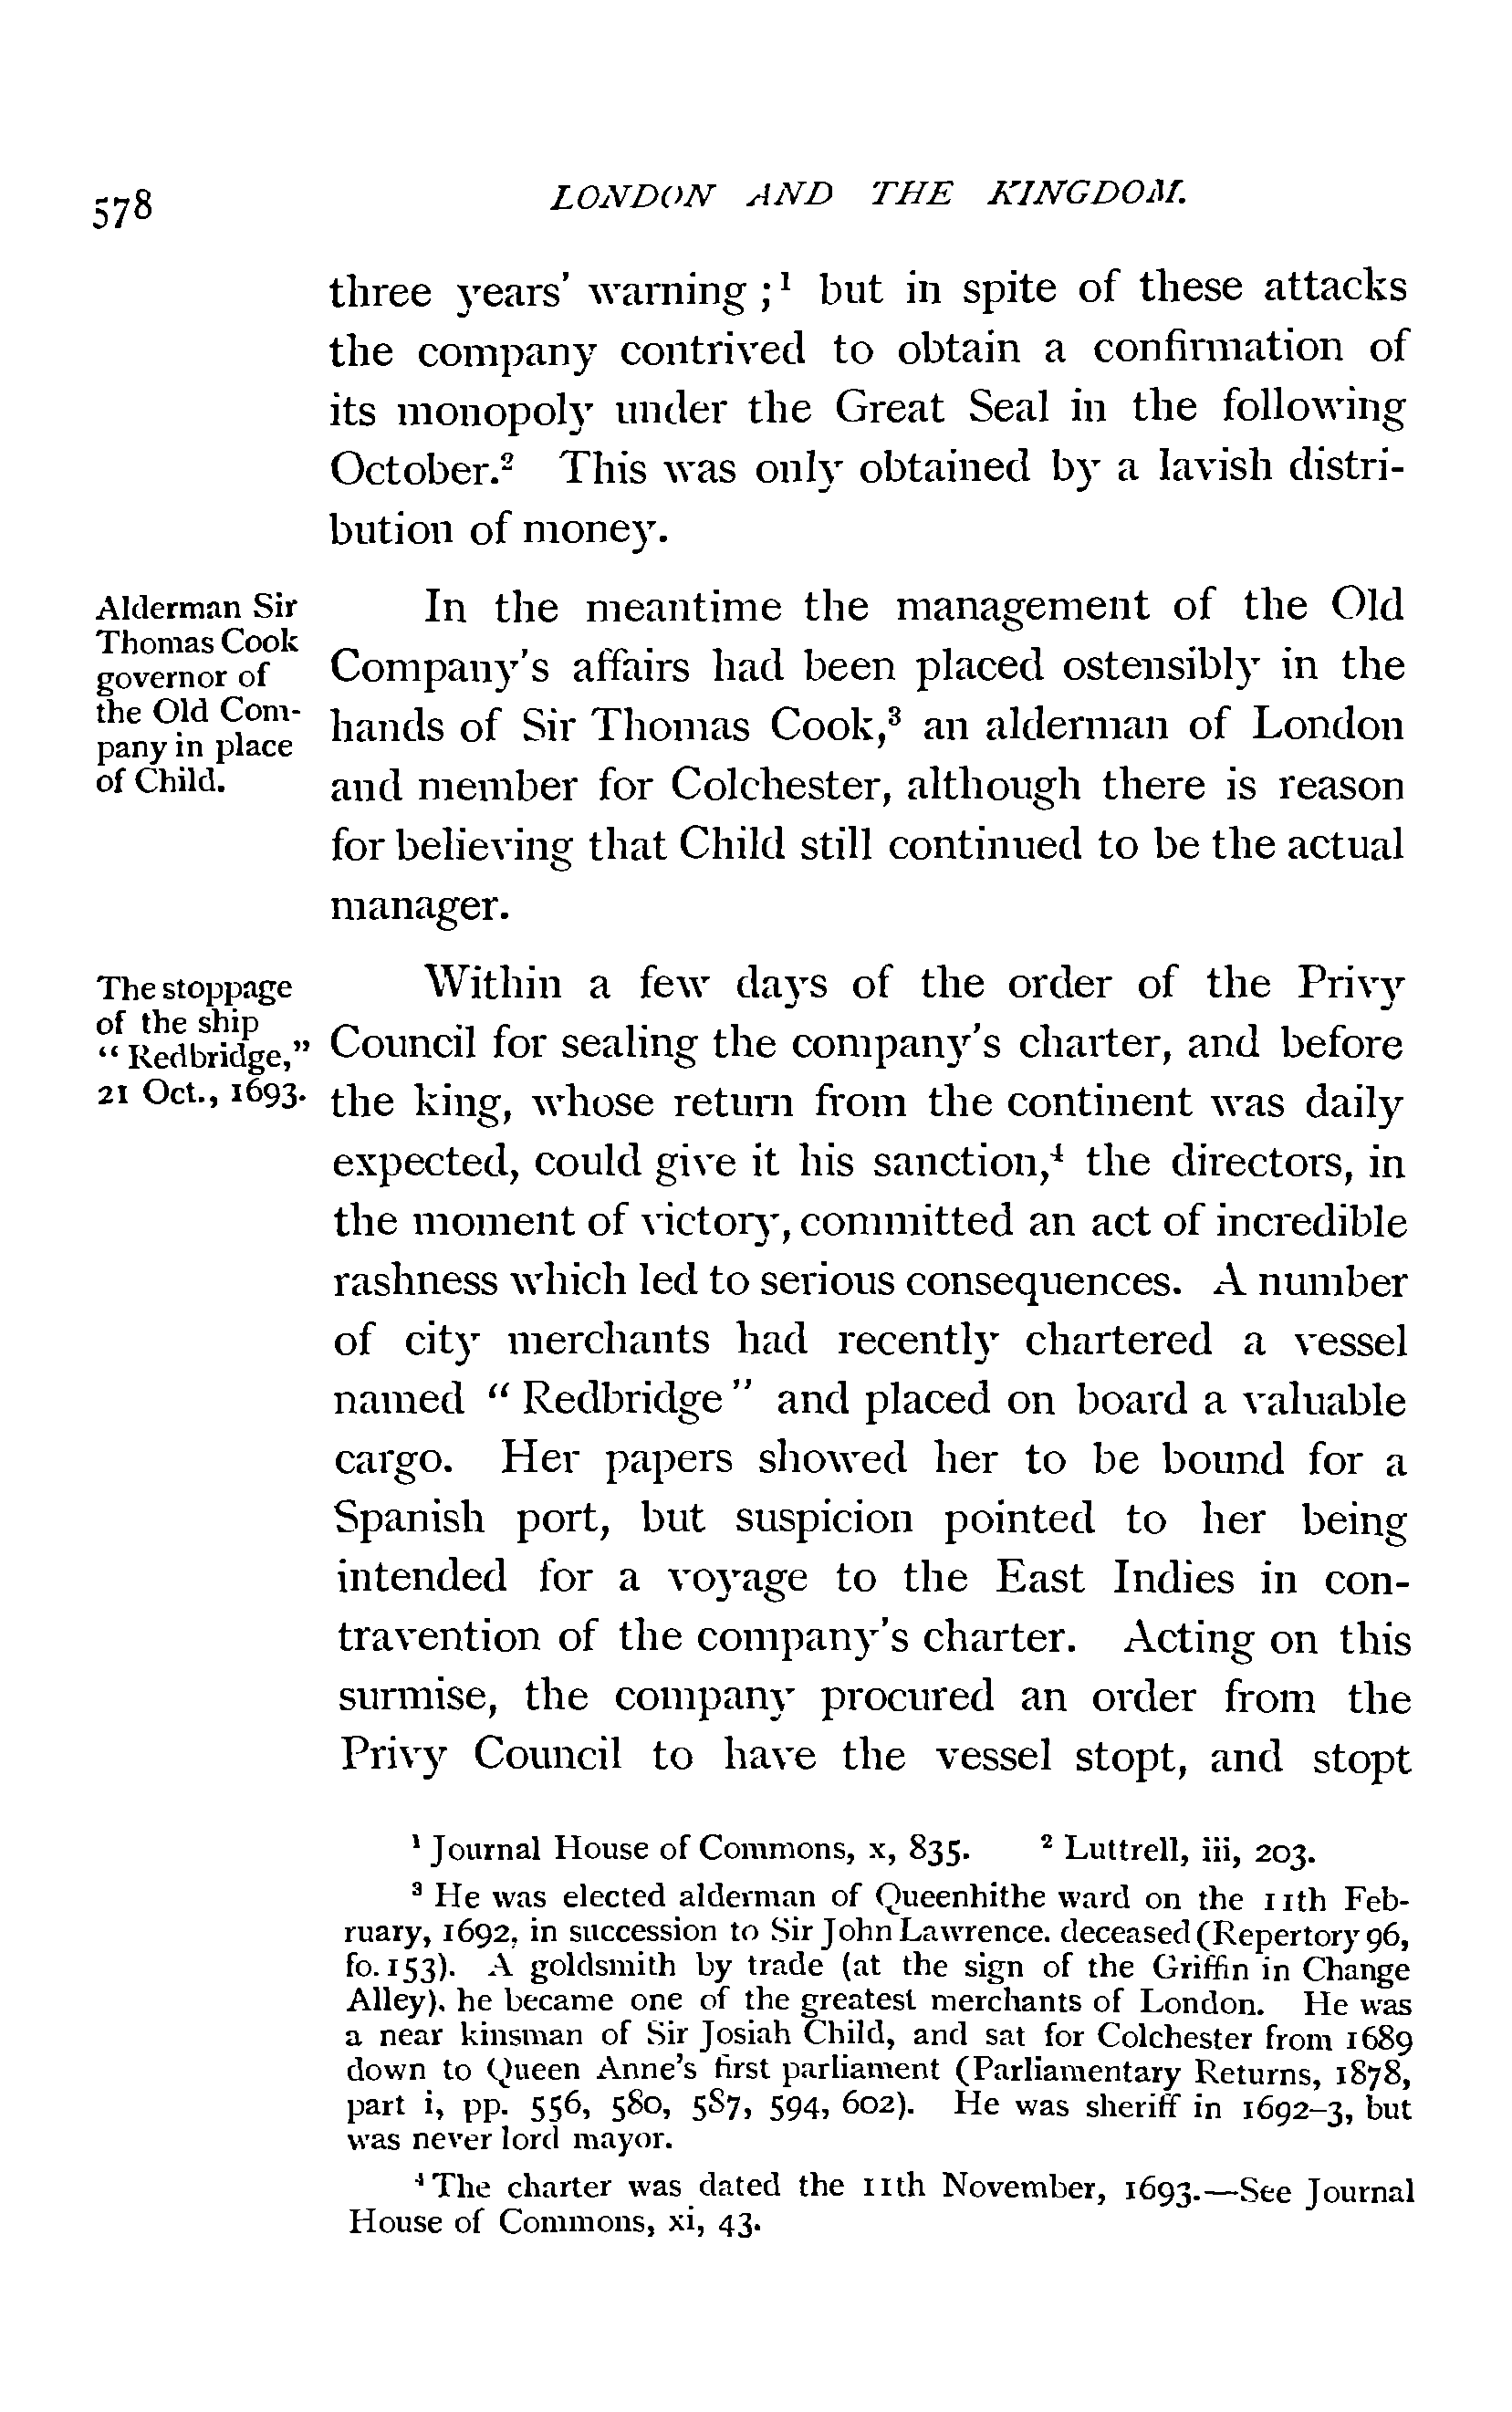 578
LONDON AND THE KINGDOM.
three years' warning ;¹ but in spite of these attacks
the company contrived to obtain a confirmation of
its monopoly under the Great Seal in the following
October.² This was only obtained by a lavish distri-
bution of money.
Alderman Sir
Thomas Cook
governor of
the Old Com-
pany in place
of Child.
In the meantime the management of the Old
Company's affairs had been placed ostensibly in the
hands of Sir Thomas Cook,³ an alderman of London
and member for Colchester, although there is reason
for believing that Child still continued to be the actual
manager.
The stoppage
of the ship
" Redbridge,"
21 Oct., 1693.
Within a few days of the order of the Privy
Council for sealing the company's charter, and before
the king, whose return from the continent was daily
expected, could give it his sanction,⁴ the directors, in
the moment of victory, committed an act of incredible
rashness which led to serious consequences. A number
of city merchants had recently chartered a vessel
named " Redbridge " and placed on board a valuable
cargo. Her papers showed her to be bound for a
Spanish port, but suspicion pointed to her being
intended for a voyage to the East Indies in con-
travention of the company's charter. Acting on this
surmise, the company procured an order from the
Privy Council to have the vessel stopt, and stopt
¹ Journal House of Commons, x, 835. ² Luttrell, iii, 203.
³ He was elected alderman of Queenhithe ward on the 11th Feb-
ruary, 1692, in succession to Sir John Lawrence. deceased (Repertory 96,
fo. 153). A goldsmith by trade (at the sign of the Griffin in Change
Alley), he became one of the greatest merchants of London. He was
a near kinsman of Sir Josiah Child, and sat for Colchester from 1689
down to Queen Anne's first parliament (Parliamentary Returns, 1878,
part i, pp. 556, 580, 587, 594, 602). He was sheriff in 1692-3, but
was never lord mayor.
⁴ The charter was dated the 11th November, 1693.—See Journal
House of Commons, xi, 43.